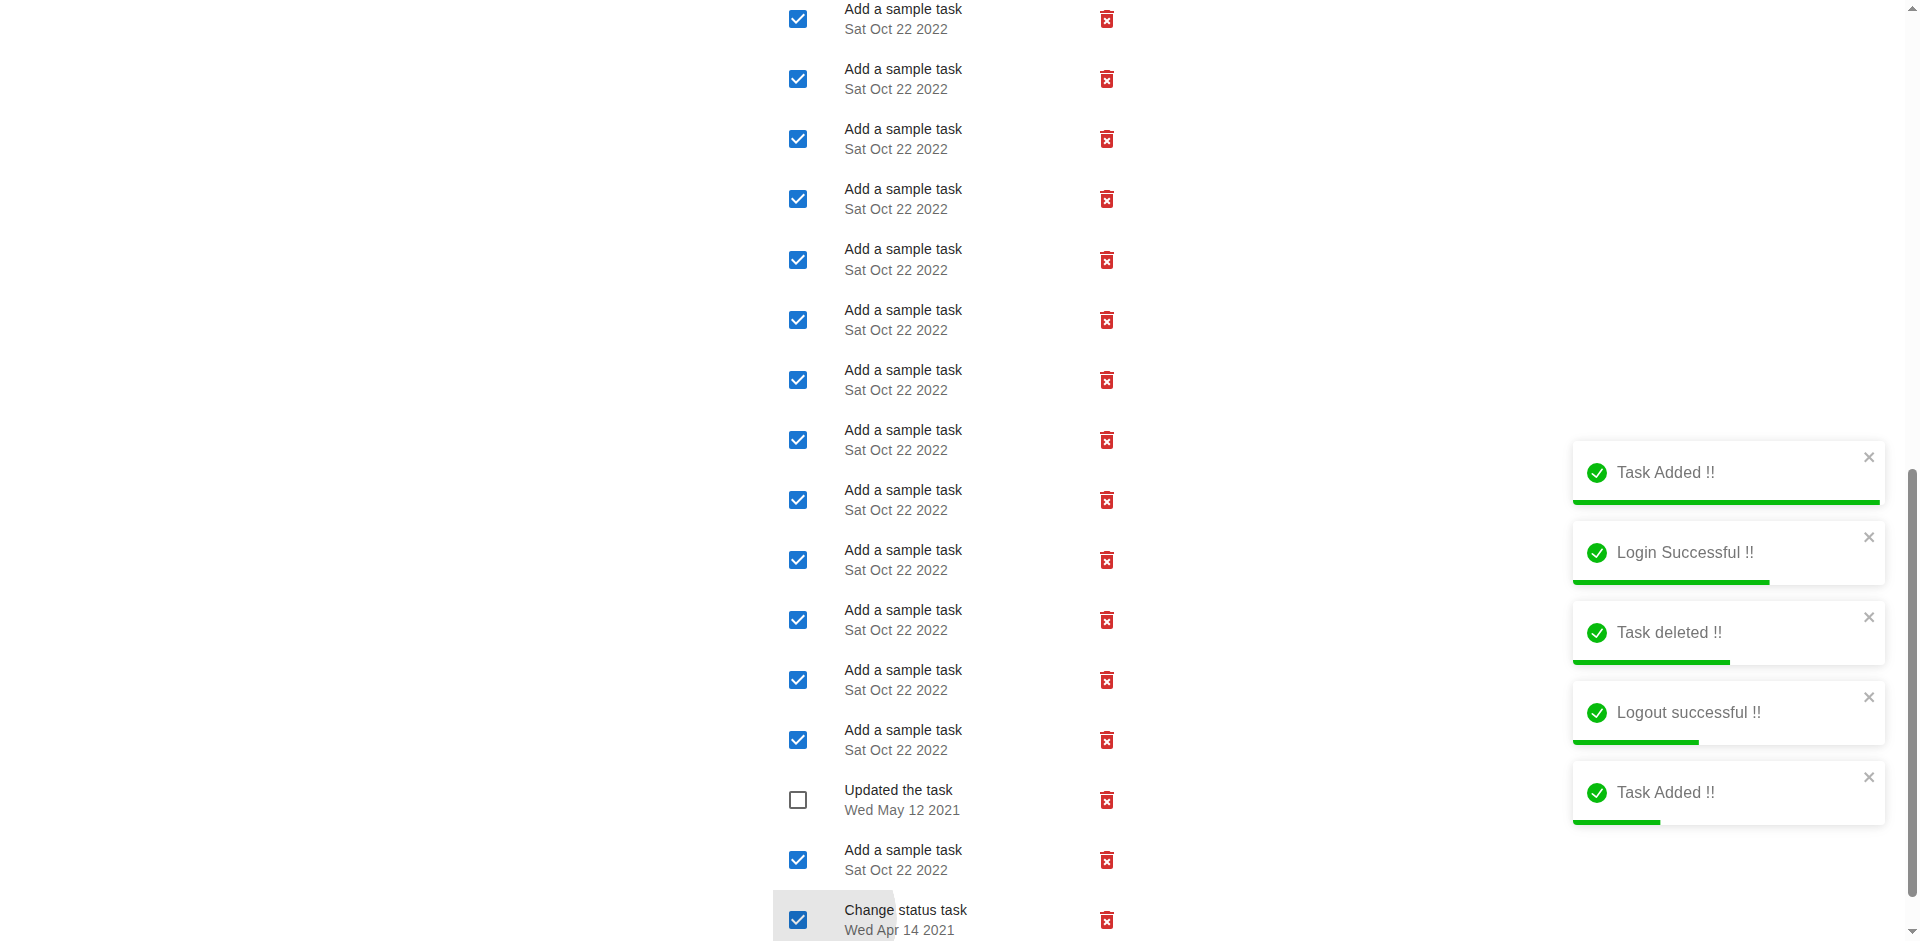 Add a sample task
Sat Oct 22 2022
Add a sample task
Sat Oct 22 2022
Add a sample task
Sat Oct 22 2022
Add a sample task
Sat Oct 22 2022
Add a sample task
Sat Oct 22 2022
Add a sample task
Sat Oct 22 2022
Add a sample task
Sat Oct 22 2022
Add a sample task
Sat Oct 22 2022
Add a sample task
Sat Oct 22 2022
Add a sample task
Sat Oct 22 2022
Add a sample task
Sat Oct 22 2022
Add a sample task
Sat Oct 22 2022
Add a sample task
Sat Oct 22 2022
Updated the task
Wed May 12 2021
Add a sample task
Sat Oct 22 2022
Change status task
Wed Apr 14 2021
Task Added !!
Login Successful !!
Task deleted !!
Logout successful !!
Task Added !!